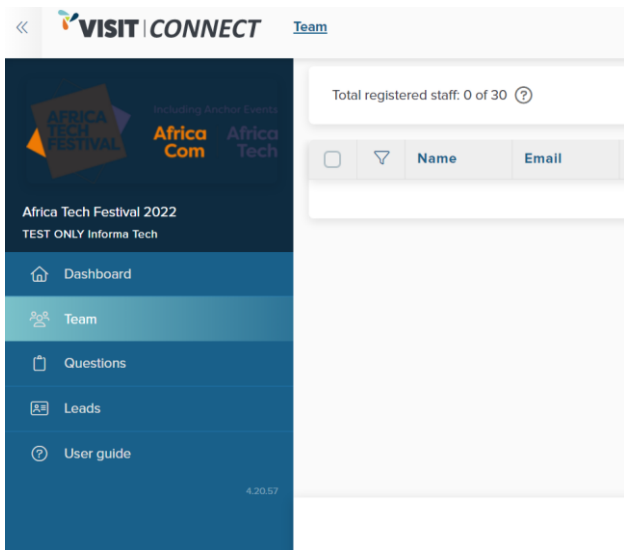 VISIT | CONNECT
Team
Total registered staff: 0 of 30 ?
Name Email
AFRICA
TECH
FESTIVAL
Including Anchor Events
Africa
Com
Africa
Tech
Africa Tech Festival 2022
TEST ONLY Informa Tech
Dashboard
Team
Questions
Leads
? User guide
4.20.57